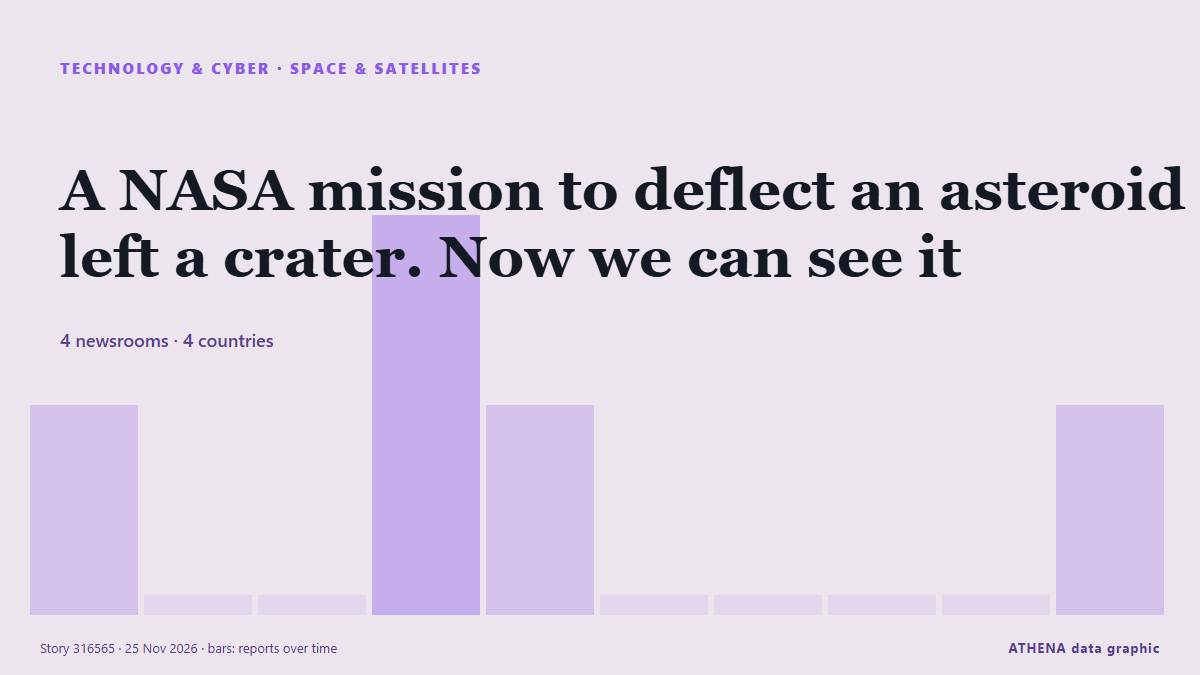 TECHNOLOGY & CYBER · SPACE & SATELLITES
A NASA mission to deflect an asteroid
left a crater. Now we can see it
4 newsrooms · 4 countries
Story 316565 · 25 Nov 2026 · bars: reports over time
ATHENA data graphic